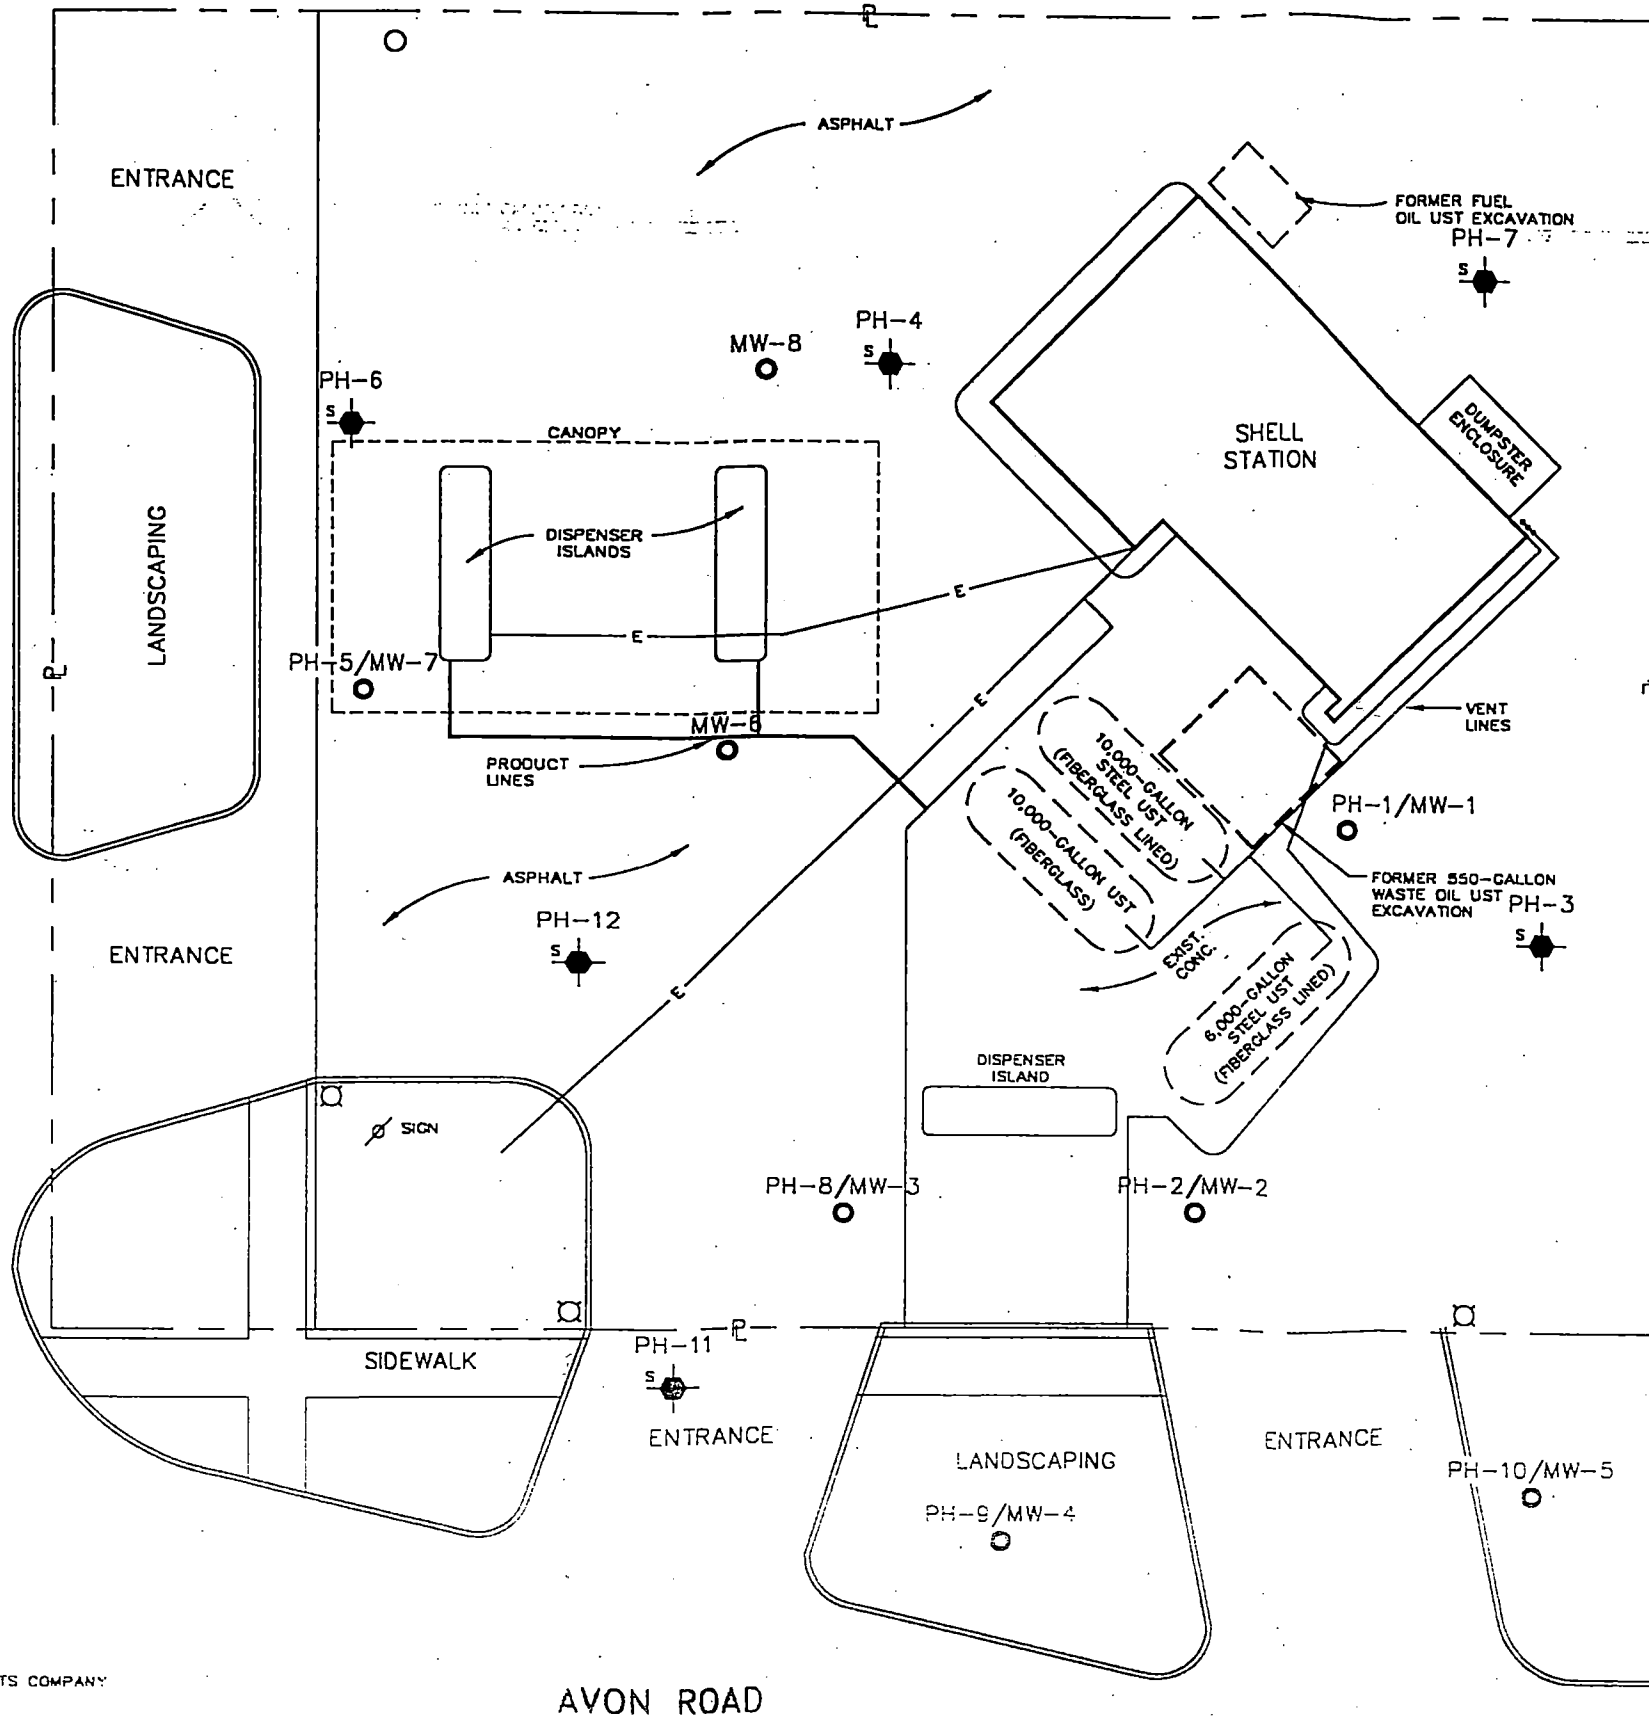 PL
ASPHALT
ENTRANCE
FORMER FUEL
OIL UST EXCAVATION
PH-7
S
PH-4
S
MW-8
PH-6
S
CANOPY
SHELL
STATION
DUMPSTER
ENCLOSURE
LANDSCAPING
DISPENSER
ISLANDS
E
E
PL
PH-5/MW-7
E
VENT
LINES
MW-6
PRODUCT
LINES
10,000-GALLON
STEEL UST
(FIBERGLASS LINED)
10,000-GALLON UST
(FIBERGLASS)
PH-1/MW-1
ASPHALT
FORMER 550-GALLON
WASTE OIL UST
EXCAVATION
PH-3
S
PH-12
S
ENTRANCE
EXIST.
CONC.
E
6,000-GALLON
STEEL UST
(FIBERGLASS LINED)
DISPENSER
ISLAND
SIGN
PH-8/MW-3
PH-2/MW-2
PL
PH-11
S
SIDEWALK
ENTRANCE
LANDSCAPING
ENTRANCE
PH-10/MW-5
PH-9/MW-4
TS COMPANY
AVON ROAD